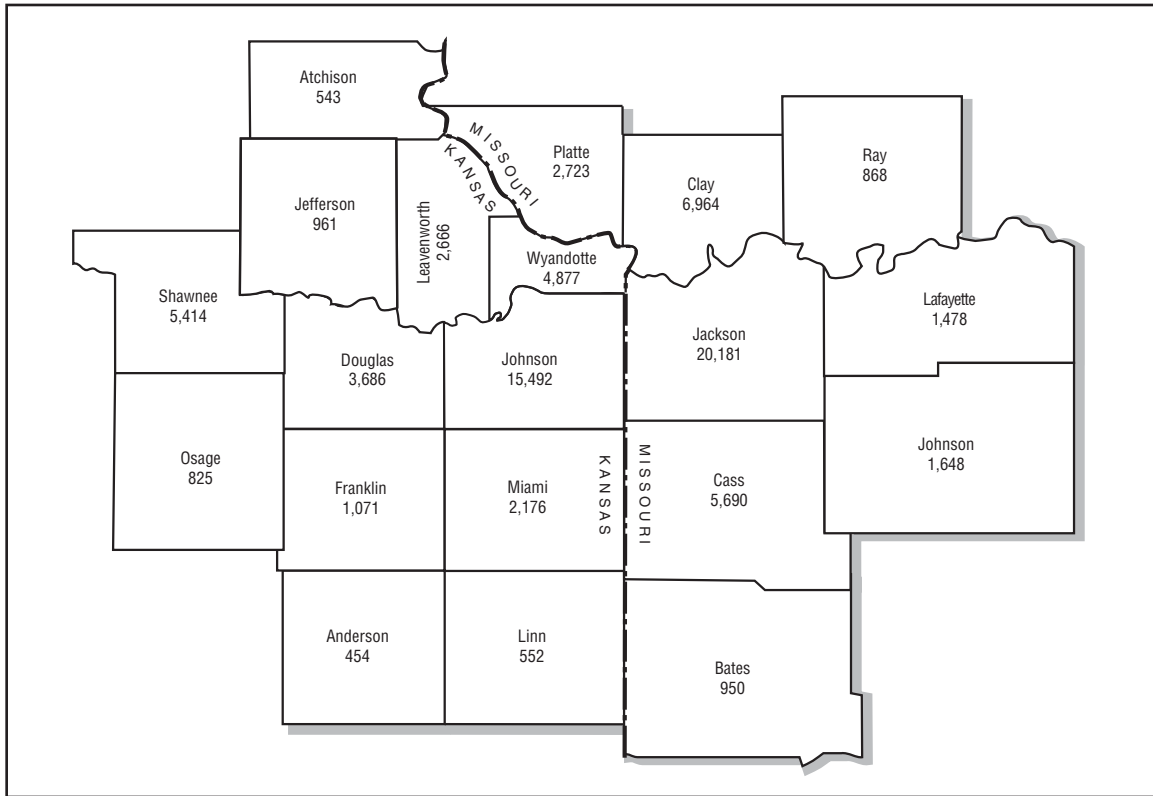 Atchison
543
MISSOURI
KANSAS
Platte
2,723
Clay
6,964
Ray
868
Jefferson
961
Leavenworth
2,666
Wyandotte
4,877
Shawnee
5,414
Lafayette
1,478
Jackson
20,181
Douglas
3,686
Johnson
15,492
Johnson
1,648
Osage
825
Franklin
1,071
Miami
2,176
KANSAS
MISSOURI
Cass
5,690
Anderson
454
Linn
552
Bates
950